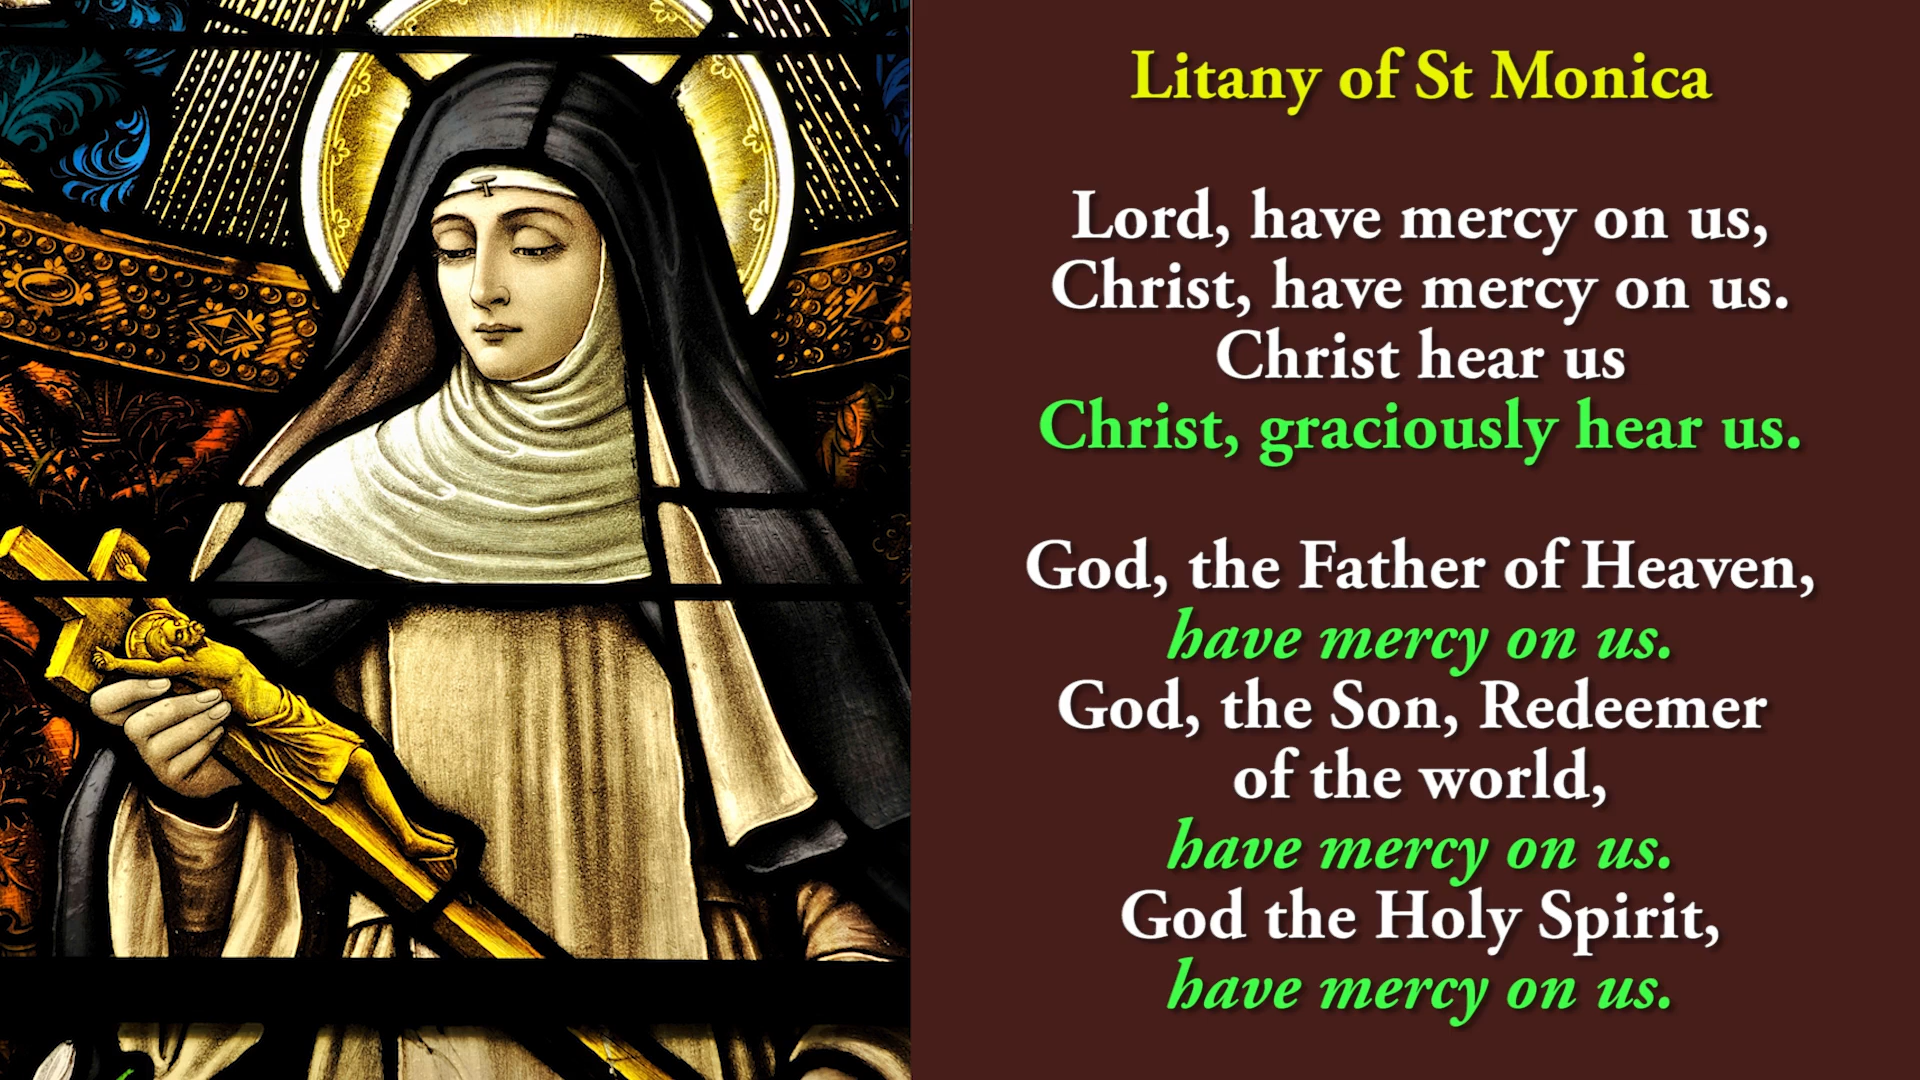 Litany of St Monica
Lord, have mercy on us,
Christ, have mercy on us.
Christ hear us
Christ, graciously hear us.
God, the Father of Heaven,
have mercy on us.
God, the Son, Redeemer
of the world,
have mercy on us.
God the Holy Spirit,
have mercy on us.